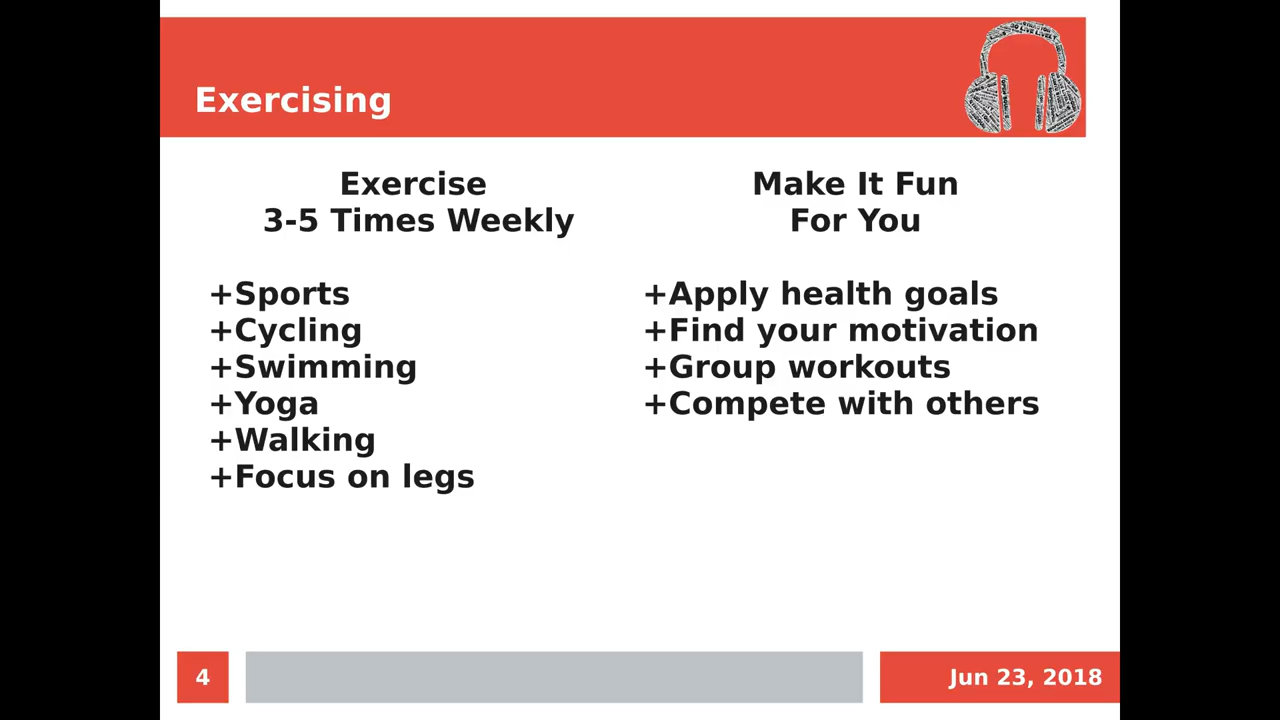 Exercising
Exercise
3-5 Times Weekly
+Sports
+Cycling
+Swimming
+Yoga
+Walking
+Focus on legs
Make It Fun
For You
+Apply health goals
+Find your motivation
+Group workouts
+Compete with others
4
Jun 23, 2018